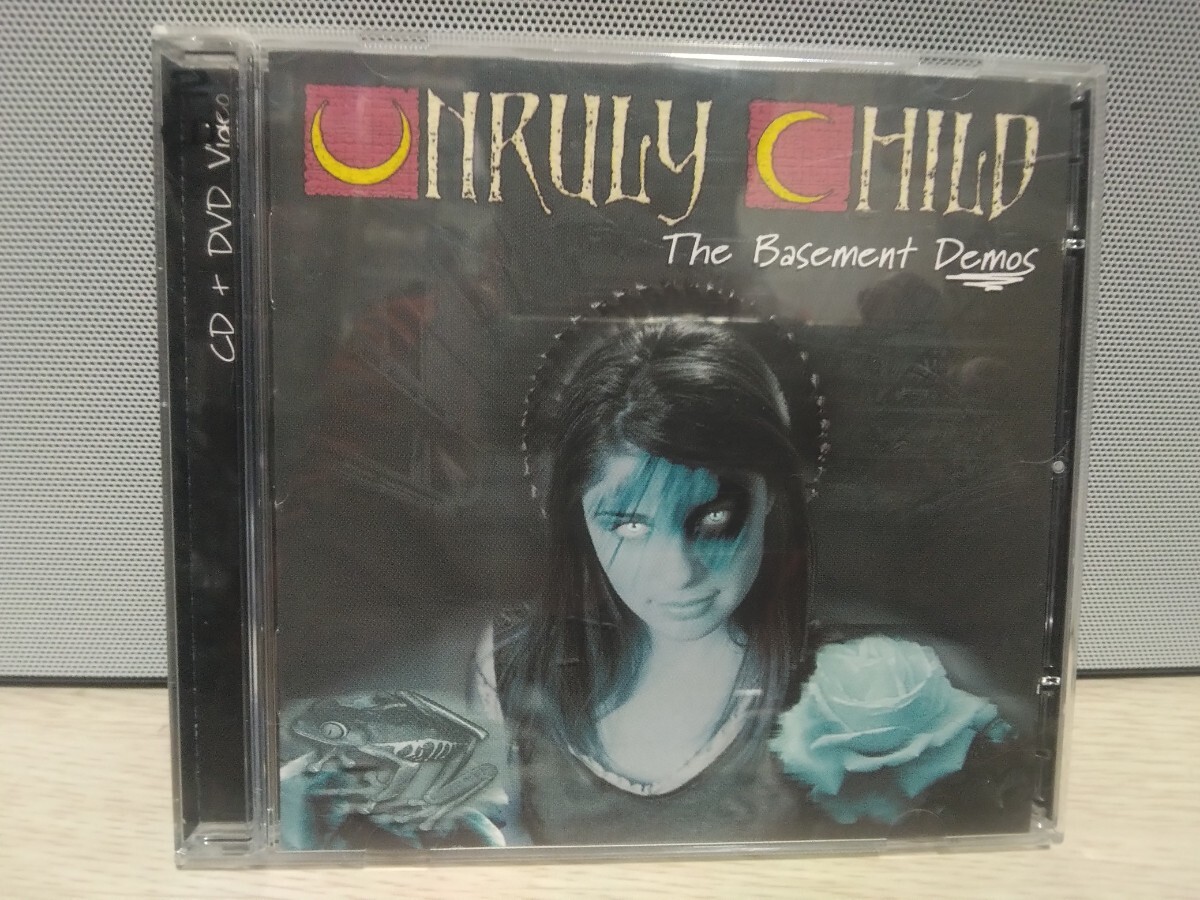 UNRULY CHILD
The Basement Demos
CD + DVD Video